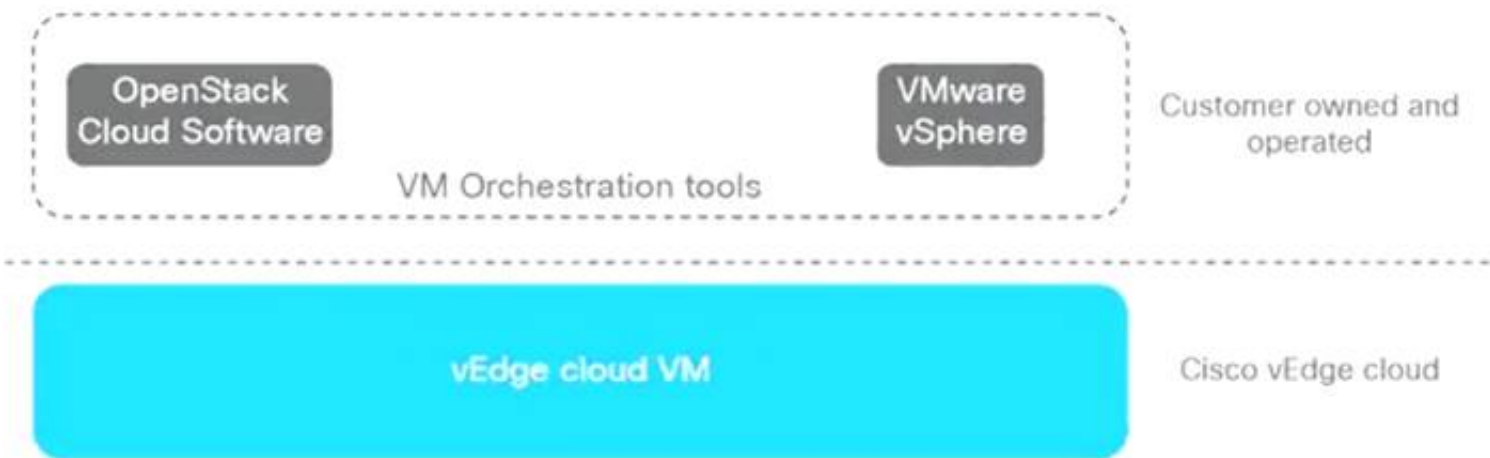 OpenStack
Cloud Software
VMware
vSphere
VM Orchestration tools
Customer owned and
operated
vEdge cloud VM
Cisco vEdge cloud